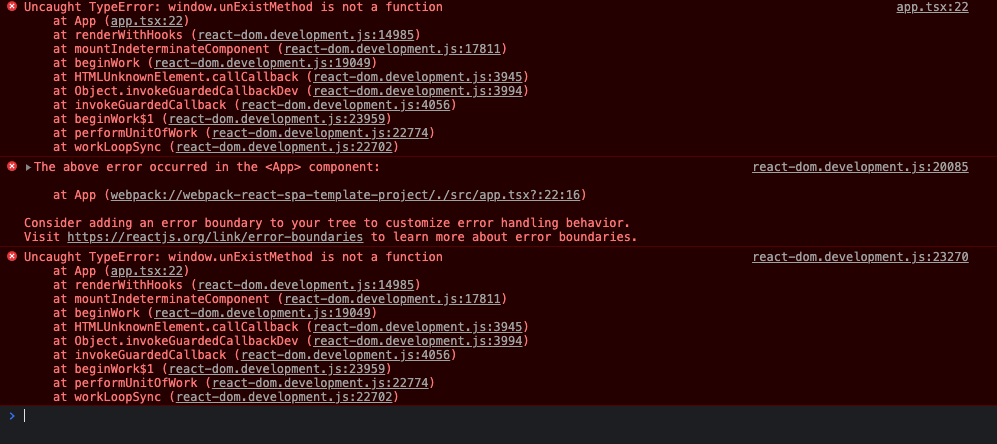 Uncaught TypeError: window.unExistMethod is not a function app.tsx:22
at App (app.tsx:22)
at renderWithHooks (react-dom.development.js:14985)
at mountIndeterminateComponent (react-dom.development.js:17811)
at beginWork (react-dom.development.js:19049)
at HTMLUnknownElement.callCallback (react-dom.development.js:3945)
at Object.invokeGuardedCallbackDev (react-dom.development.js:3994)
at invokeGuardedCallback (react-dom.development.js:4056)
at beginWork$1 (react-dom.development.js:23959)
at performUnitOfWork (react-dom.development.js:22774)
at workLoopSync (react-dom.development.js:22702)
The above error occurred in the <App> component: react-dom.development.js:20085
at App (webpack://webpack-react-spa-template-project/./src/app.tsx?:22:16)
Consider adding an error boundary to your tree to customize error handling behavior.
Visit https://reactjs.org/link/error-boundaries to learn more about error boundaries.
Uncaught TypeError: window.unExistMethod is not a function react-dom.development.js:23270
at App (app.tsx:22)
at renderWithHooks (react-dom.development.js:14985)
at mountIndeterminateComponent (react-dom.development.js:17811)
at beginWork (react-dom.development.js:19049)
at HTMLUnknownElement.callCallback (react-dom.development.js:3945)
at Object.invokeGuardedCallbackDev (react-dom.development.js:3994)
at invokeGuardedCallback (react-dom.development.js:4056)
at beginWork$1 (react-dom.development.js:23959)
at performUnitOfWork (react-dom.development.js:22774)
at workLoopSync (react-dom.development.js:22702)